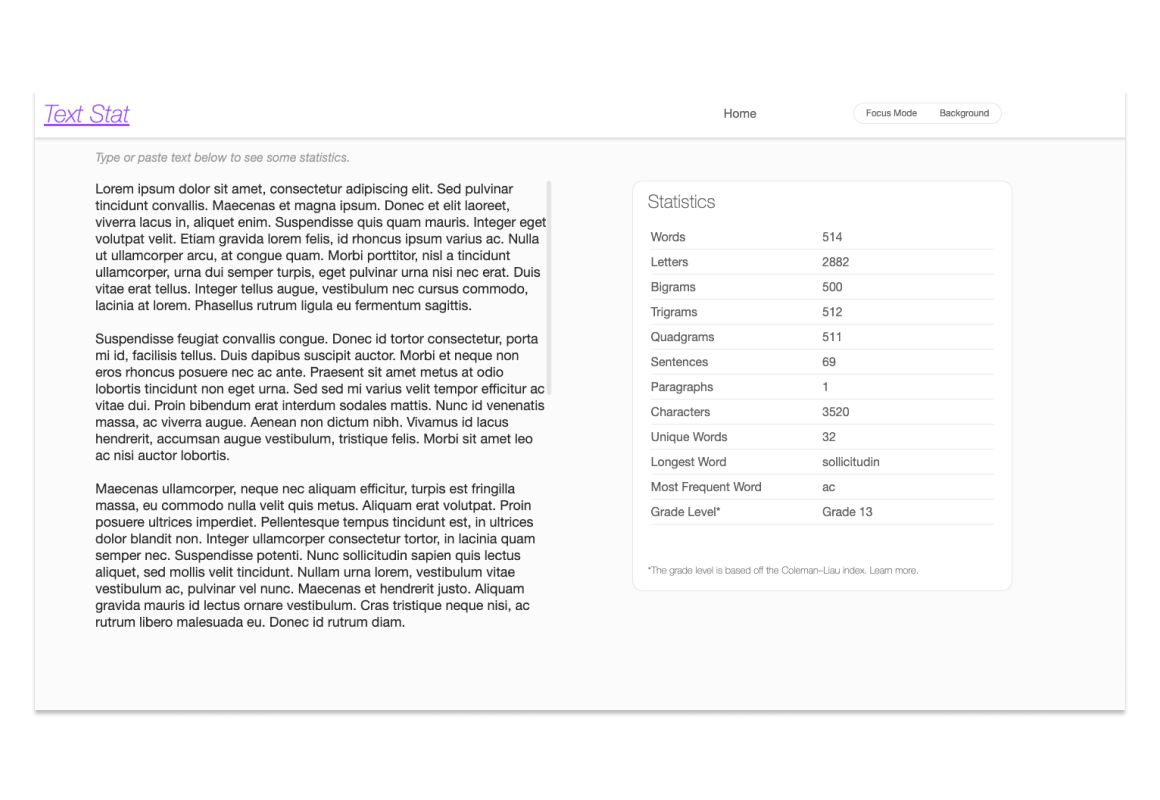 Text Stat
Home
Focus Mode
Background
Type or paste text below to see some statistics.
Lorem ipsum dolor sit amet, consectetur adipiscing elit. Sed pulvinar
tincidunt convallis. Maecenas et magna ipsum. Donec et elit laoreet,
viverra lacus in, aliquet enim. Suspendisse quis quam mauris. Integer eget
volutpat velit. Etiam gravida lorem felis, id rhoncus ipsum varius ac. Nulla
ut ullamcorper arcu, at congue quam. Morbi porttitor, nisl a tincidunt
ullamcorper, urna dui semper turpis, eget pulvinar urna nisi nec erat. Duis
vitae erat tellus. Integer tellus augue, vestibulum nec cursus commodo,
lacinia at lorem. Phasellus rutrum ligula eu fermentum sagittis.
Suspendisse feugiat convallis congue. Donec id tortor consectetur, porta
mi id, facilisis tellus. Duis dapibus suscipit auctor. Morbi et neque non
eros rhoncus posuere nec ac ante. Praesent sit amet metus at odio
lobortis tincidunt non eget urna. Sed sed mi varius velit tempor efficitur ac
vitae dui. Proin bibendum erat interdum sodales mattis. Nunc id venenatis
massa, ac viverra augue. Aenean non dictum nibh. Vivamus id lacus
hendrerit, accumsan augue vestibulum, tristique felis. Morbi sit amet leo
ac nisi auctor lobortis.
Maecenas ullamcorper, neque nec aliquam efficitur, turpis est fringilla
massa, eu commodo nulla velit quis metus. Aliquam erat volutpat. Proin
posuere ultrices imperdiet. Pellentesque tempus tincidunt est, in ultrices
dolor blandit non. Integer ullamcorper consectetur tortor, in lacinia quam
semper nec. Suspendisse potenti. Nunc sollicitudin sapien quis lectus
aliquet, sed mollis velit tincidunt. Nullam urna lorem, vestibulum vitae
vestibulum ac, pulvinar vel nunc. Maecenas et hendrerit justo. Aliquam
gravida mauris id lectus ornare vestibulum. Cras tristique neque nisi, ac
rutrum libero malesuada eu. Donec id rutrum diam.
Statistics
Words 514
Letters 2882
Bigrams 500
Trigrams 512
Quadgrams 511
Sentences 69
Paragraphs 1
Characters 3520
Unique Words 32
Longest Word sollicitudin
Most Frequent Word ac
Grade Level* Grade 13
*The grade level is based off the Coleman–Liau index. Learn more.